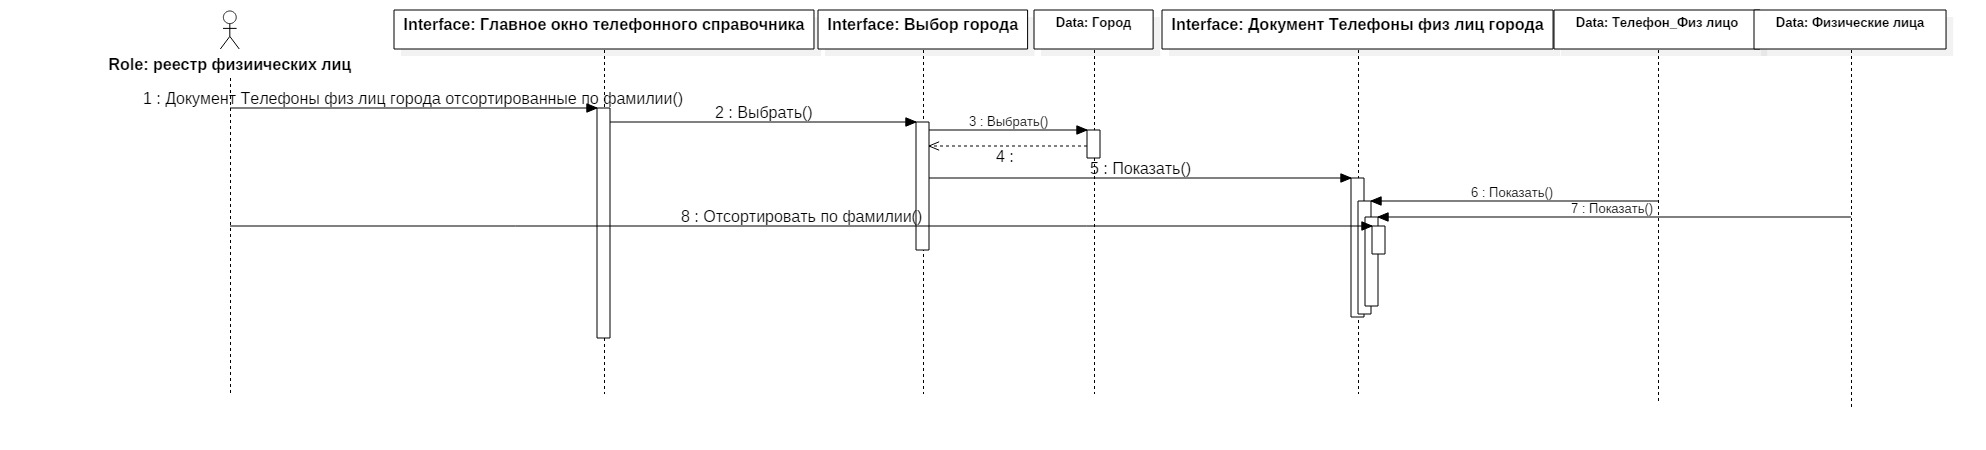 Interface: Главное окно телефонного справочника
Interface: Выбор города
Data: Город
Interface: Документ Телефоны физ лиц города
Data: Телефон_Физ лицо
Data: Физические лица
Role: реестр физиических лиц
1 : Документ Телефоны физ лиц города отсортированные по фамилии()
2 : Выбрать()
3 : Выбрать()
4 :
5 : Показать()
6 : Показать()
7 : Показать()
8 : Отсортировать по фамилии()